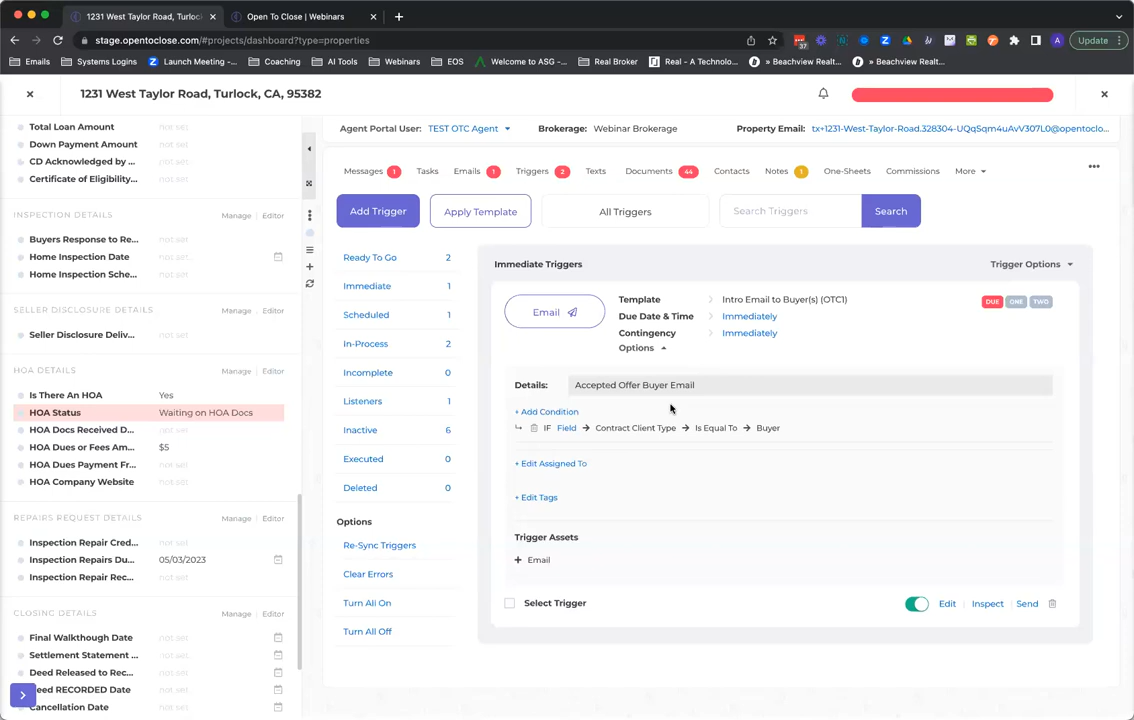 1231 West Taylor Road, Turloc
Open To Close | Webinars
stage.opentoclose.com/#projects/dashboard?type=properties
37
A
Update
Emails
Systems Logins
Launch Meeting -...
Coaching
AI Tools
Webinars
EOS
Welcome to ASG -...
Real Broker
Real - A Technolo...
» Beachview Realt...
» Beachview Realt...
1231 West Taylor Road, Turlock, CA, 95382
Total Loan Amount not set
Down Payment Amount not set
CD Acknowledged by ... not set
Certificate of Eligibility... not set
INSPECTION DETAILS Manage | Editor
Buyers Response to Re... not set
Home Inspection Date not set
Home Inspection Sche... not set
SELLER DISCLOSURE DETAILS Manage | Editor
Seller Disclosure Deliv... not set
HOA DETAILS Manage | Editor
Is There An HOA Yes
HOA Status Waiting on HOA Docs
HOA Docs Received D... not set
HOA Dues or Fees Am... $5
HOA Dues Payment Fr... not set
HOA Company Website not set
REPAIRS REQUEST DETAILS Manage | Editor
Inspection Repair Cred... not set
Inspection Repairs Du... 05/03/2023
Inspection Repair Rec... not set
CLOSING DETAILS Manage | Editor
Final Walkthough Date not set
Settlement Statement ... not set
Deed Released to Rec... not set
Deed RECORDED Date not set
Cancellation Date not set
Agent Portal User: TEST OTC Agent
Brokerage: Webinar Brokerage
Property Email: tx+1231-West-Taylor-Road.328304-UQqSqm4uAvV307L0@opentoclo...
Messages 1
Tasks
Emails 1
Triggers 2
Texts
Documents 44
Contacts
Notes 1
One-Sheets
Commissions
More
Add Trigger
Apply Template
All Triggers
Search Triggers
Search
Ready To Go 2
Immediate 1
Scheduled 1
In-Process 2
Incomplete 2
Listeners 1
Inactive 6
Executed 0
Deleted 0
Options
Re-Sync Triggers
Clear Errors
Turn All On
Turn All Off
Immediate Triggers
Trigger Options
Email
Template Intro Email to Buyer(s) (OTC1)
Due Date & Time Immediately
Contingency Immediately
Options
DUE ONE TWO
Details: Accepted Offer Buyer Email
+ Add Condition
IF Field → Contract Client Type → Is Equal To → Buyer
+ Edit Assigned To
+ Edit Tags
Trigger Assets
+ Email
Select Trigger
Edit | Inspect | Send